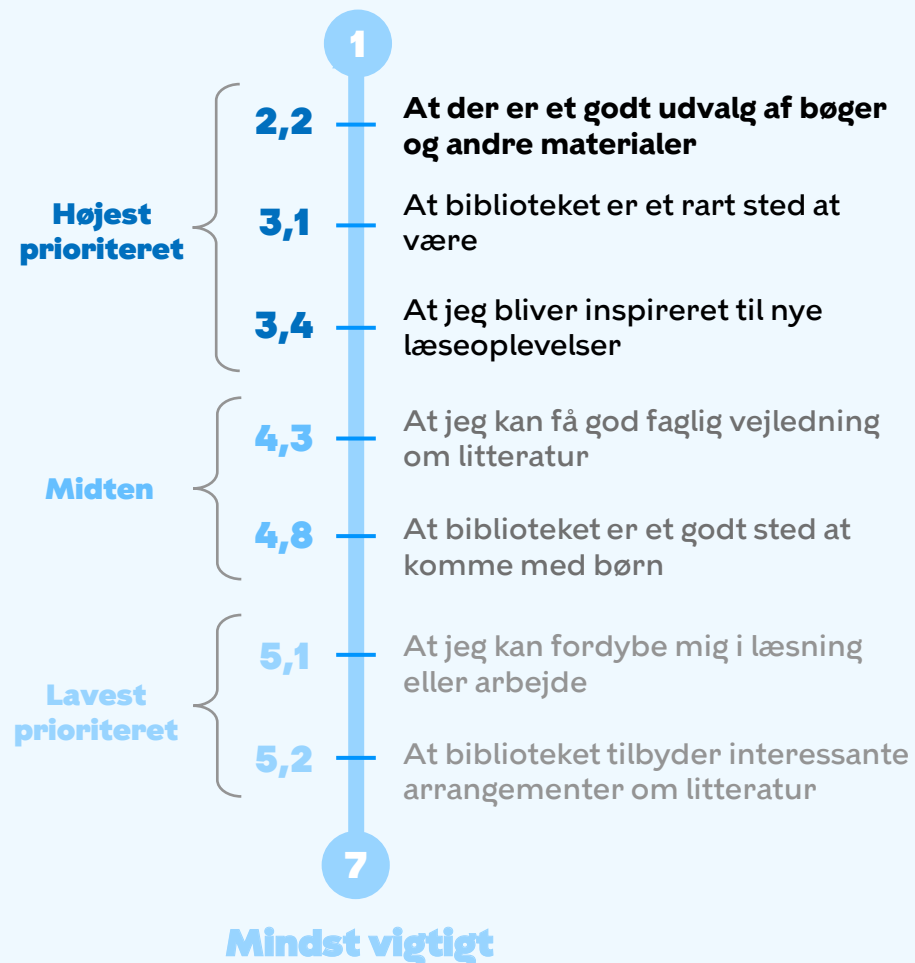 1
2,2
At der er et godt udvalg af bøger
og andre materialer
Højest
prioriteret
3,1
At biblioteket er et rart sted at
være
3,4
At jeg bliver inspireret til nye
læseoplevelser
4,3
At jeg kan få god faglig vejledning
om litteratur
Midten
4,8
At biblioteket er et godt sted at
komme med børn
5,1
At jeg kan fordybe mig i læsning
eller arbejde
Lavest
prioriteret
5,2
At biblioteket tilbyder interessante
arrangementer om litteratur
7
Mindst vigtigt